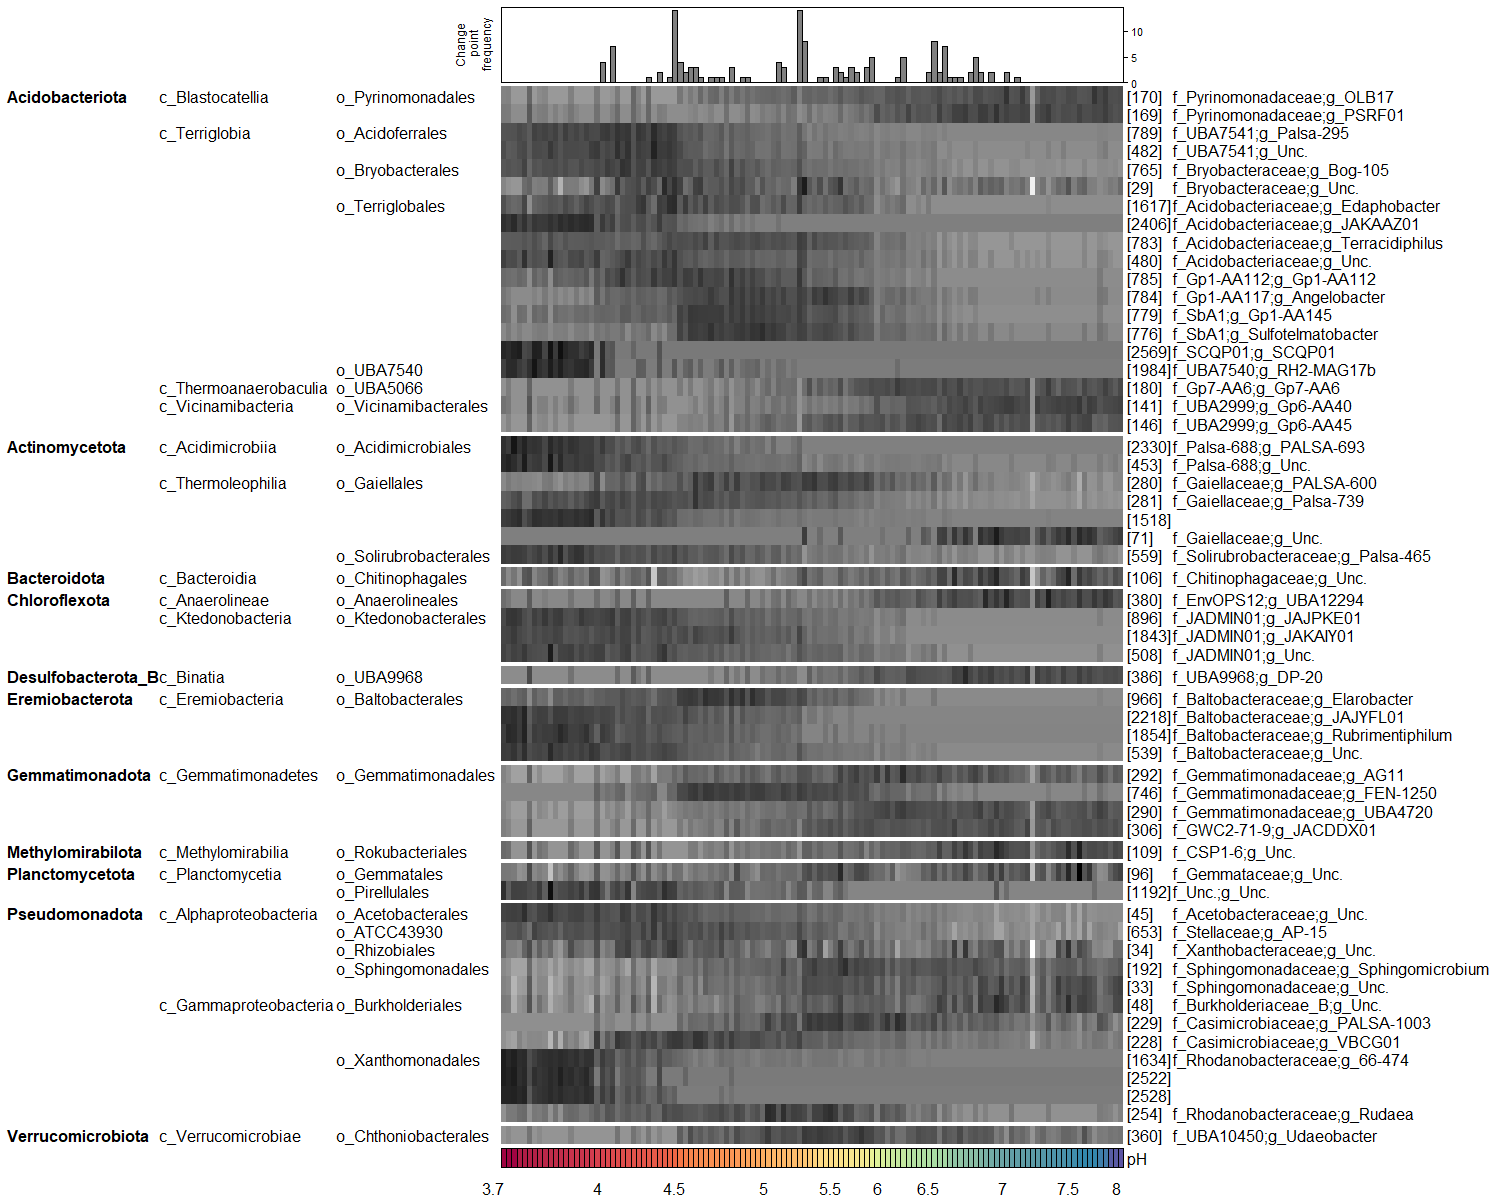 Change
point
frequency
10
5
0
Acidobacteriota c_Blastocatellia o_Pyrinomonadales [170] f_Pyrinomonadaceae;g_OLB17
[169] f_Pyrinomonadaceae;g_PSRF01
c_Terriglobia o_Acidoferrales [789] f_UBA7541;g_Palsa-295
[482] f_UBA7541;g_Unc.
o_Bryobacterales [765] f_Bryobacteraceae;g_Bog-105
[29] f_Bryobacteraceae;g_Unc.
o_Terriglobales [1617] f_Acidobacteriaceae;g_Edaphobacter
[2406] f_Acidobacteriaceae;g_JAKAAZ01
[783] f_Acidobacteriaceae;g_Terracidiphilus
[480] f_Acidobacteriaceae;g_Unc.
[785] f_Gp1-AA112;g_Gp1-AA112
[784] f_Gp1-AA117;g_Angelobacter
[779] f_SbA1;g_Gp1-AA145
[776] f_SbA1;g_Sulfotelmatobacter
[2569] f_SCQP01;g_SCQP01
o_UBA7540 [1984] f_UBA7540;g_RH2-MAG17b
c_Thermoanaerobaculia o_UBA5066 [180] f_Gp7-AA6;g_Gp7-AA6
c_Vicinamibacteria o_Vicinamibacterales [141] f_UBA2999;g_Gp6-AA40
[146] f_UBA2999;g_Gp6-AA45
Actinomycetota c_Acidimicrobiia o_Acidimicrobiales [2330] f_Palsa-688;g_PALSA-693
[453] f_Palsa-688;g_Unc.
c_Thermoleophilia o_Gaiellales [280] f_Gaiellaceae;g_PALSA-600
[281] f_Gaiellaceae;g_Palsa-739
[1518]
[71] f_Gaiellaceae;g_Unc.
o_Solirubrobacterales [559] f_Solirubrobacteraceae;g_Palsa-465
Bacteroidota c_Bacteroidia o_Chitinophagales [106] f_Chitinophagaceae;g_Unc.
Chloroflexota c_Anaerolineae o_Anaerolineales [380] f_EnvOPS12;g_UBA12294
c_Ktedonobacteria o_Ktedonobacterales [896] f_JADMIN01;g_JAJPKE01
[1843] f_JADMIN01;g_JAKAIY01
[508] f_JADMIN01;g_Unc.
Desulfobacterota_B c_Binatia o_UBA9968 [386] f_UBA9968;g_DP-20
Eremiobacterota c_Eremiobacteria o_Baltobacterales [966] f_Baltobacteraceae;g_Elarobacter
[2218] f_Baltobacteraceae;g_JAJYFL01
[1854] f_Baltobacteraceae;g_Rubrimentiphilum
[539] f_Baltobacteraceae;g_Unc.
Gemmatimonadota c_Gemmatimonadetes o_Gemmatimonadales [292] f_Gemmatimonadaceae;g_AG11
[746] f_Gemmatimonadaceae;g_FEN-1250
[290] f_Gemmatimonadaceae;g_UBA4720
[306] f_GWC2-71-9;g_JACDDX01
Methylomirabilota c_Methylomirabilia o_Rokubacteriales [109] f_CSP1-6;g_Unc.
Planctomycetota c_Planctomycetia o_Gemmatales [96] f_Gemmataceae;g_Unc.
o_Pirellulales [1192] f_Unc.;g_Unc.
Pseudomonadota c_Alphaproteobacteria o_Acetobacterales [45] f_Acetobacteraceae;g_Unc.
o_ATCC43930 [653] f_Stellaceae;g_AP-15
o_Rhizobiales [34] f_Xanthobacteraceae;g_Unc.
o_Sphingomonadales [192] f_Sphingomonadaceae;g_Sphingomicrobium
[33] f_Sphingomonadaceae;g_Unc.
c_Gammaproteobacteria o_Burkholderiales [48] f_Burkholderiaceae_B;g_Unc.
[229] f_Casimicrobiaceae;g_PALSA-1003
[228] f_Casimicrobiaceae;g_VBCG01
o_Xanthomonadales [1634] f_Rhodanobacteraceae;g_66-474
[2522]
[2528]
[254] f_Rhodanobacteraceae;g_Rudaea
Verrucomicrobiota c_Verrucomicrobiae o_Chthoniobacterales [360] f_UBA10450;g_Udaeobacter
pH
3.7 4 4.5 5 5.5 6 6.5 7 7.5 8